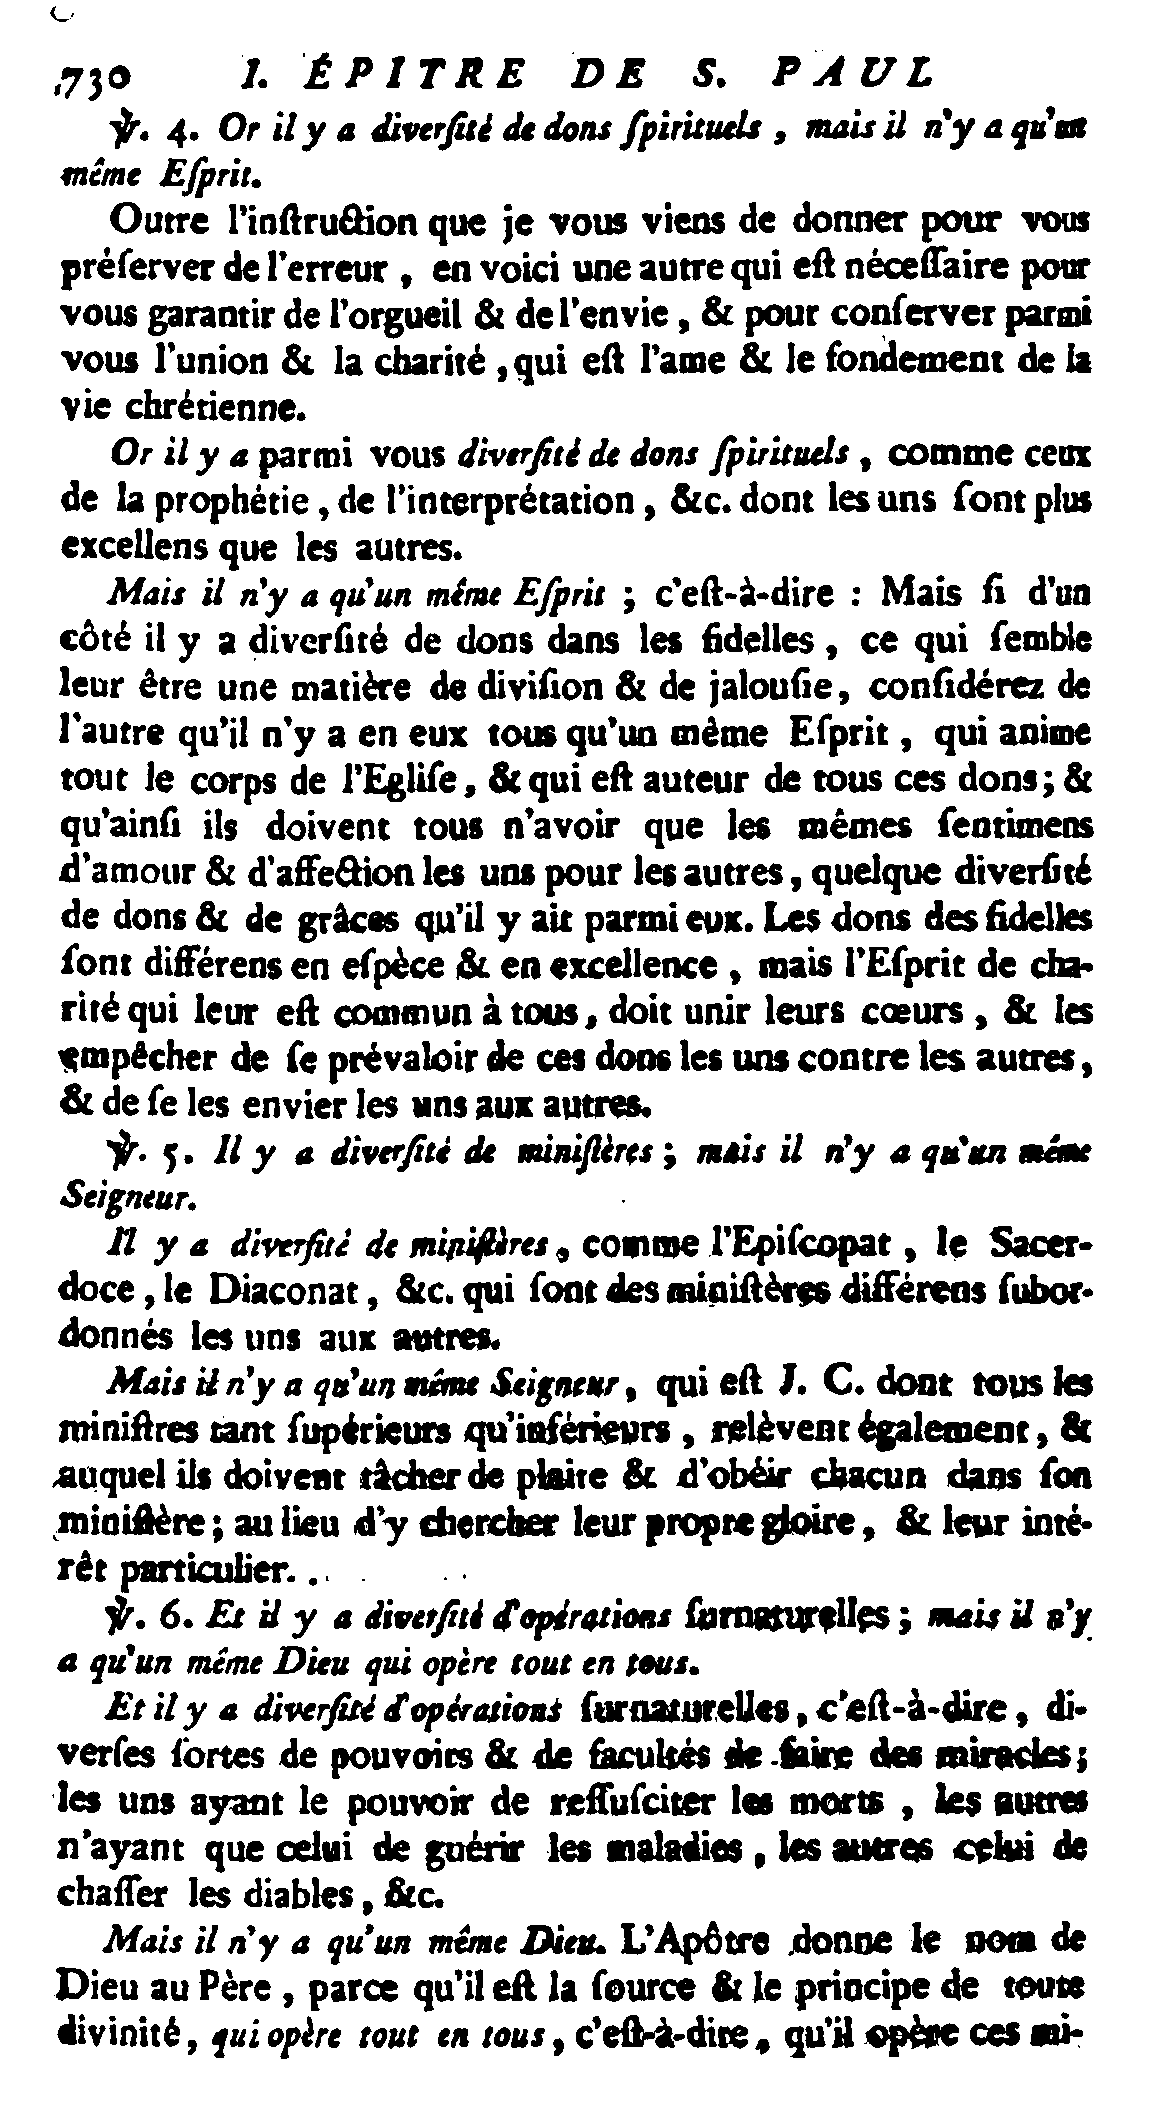 730 I. ÉPITRE DE S. PAUL
℣. 4. Or il y a diverſité de dons ſpirituels, mais il n'y a qu'un
même Eſprit.
Outre l'inſtruction que je vous viens de donner pour vous
préſerver de l'erreur, en voici une autre qui eſt néceſſaire pour
vous garantir de l'orgueil & de l'envie, & pour conſerver parmi
vous l'union & la charité, qui eſt l'ame & le fondement de la
vie chrétienne.
Or il y a parmi vous diverſité de dons ſpirituels, comme ceux
de la prophétie, de l'interprétation, &c. dont les uns ſont plus
excellens que les autres.
Mais il n'y a qu'un même Eſprit ; c'eſt-à-dire : Mais ſi d'un
côté il y a diverſité de dons dans les fidelles, ce qui ſemble
leur être une matière de diviſion & de jalouſie, conſidérez de
l'autre qu'il n'y a en eux tous qu'un même Eſprit, qui anime
tout le corps de l'Egliſe, & qui eſt auteur de tous ces dons ; &
qu'ainſi ils doivent tous n'avoir que les mêmes ſentimens
d'amour & d'affection les uns pour les autres, quelque diverſité
de dons & de grâces qu'il y ait parmi eux. Les dons des fidelles
ſont différens en eſpèce & en excellence, mais l'Eſprit de cha-
rité qui leur eſt commun à tous, doit unir leurs cœurs, & les
empêcher de ſe prévaloir de ces dons les uns contre les autres,
& de ſe les envier les uns aux autres.
℣. 5. Il y a diverſité de miniſtères ; mais il n'y a qu'un même
Seigneur.
Il y a diverſité de miniſtères, comme l'Epiſcopat, le Sacer-
doce, le Diaconat, &c. qui ſont des miniſtères différens ſubor-
donnés les uns aux autres.
Mais il n'y a qu'un même Seigneur, qui eſt J. C. dont tous les
miniſtres tant ſupérieurs qu'inférieurs, relèvent également, &
auquel ils doivent tâcher de plaire & d'obéir chacun dans ſon
miniſtère ; au lieu d'y chercher leur propre gloire, & leur inté-
rêt particulier.
℣. 6. Et il y a diverſité d'opérations ſurnaturelles ; mais il n'y
a qu'un même Dieu qui opère tout en tous.
Et il y a diverſité d'opérations ſurnaturelles, c'eſt-à-dire, di-
verſes ſortes de pouvoirs & de facultés de faire des miracles ;
les uns ayant le pouvoir de reſſuſciter les morts, les autres
n'ayant que celui de guérir les maladies, les autres celui de
chaſſer les diables, &c.
Mais il n'y a qu'un même Dieu. L'Apôtre donne le nom de
Dieu au Père, parce qu'il eſt la ſource & le principe de toute
divinité, qui opère tout en tous, c'eſt-à-dire, qu'il opère ces mi-